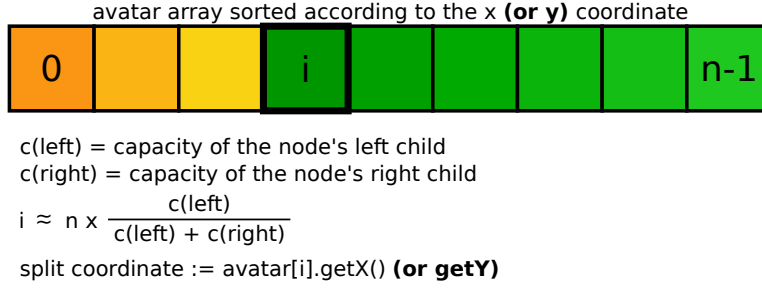 avatar array sorted according to the x (or y) coordinate
0 i n-1
c(left) = capacity of the node's left child
c(right) = capacity of the node's right child
i ≈ n x c(left) / c(left) + c(right)
split coordinate := avatar[i].getX() (or getY)